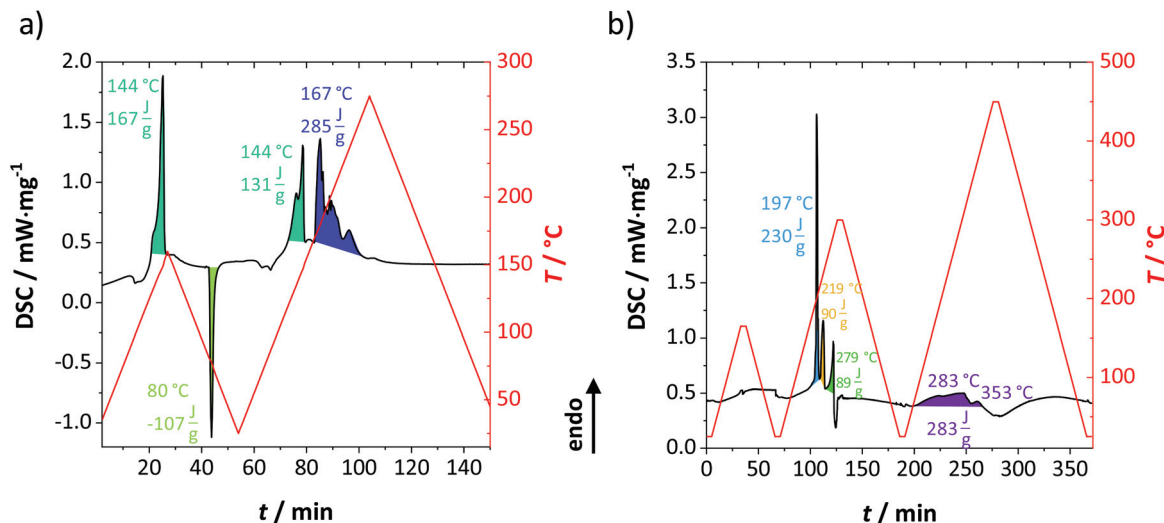 a)
DSC / mW·mg⁻¹
2.0
1.5
1.0
0.5
0.0
-0.5
-1.0
144 °C
167 J/g
80 °C
-107 J/g
144 °C
131 J/g
167 °C
285 J/g
300
250
200
150
100
50
T / °C
20 40 60 80 100 120 140
t / min
endo
b)
DSC / mW·mg⁻¹
3.5
3.0
2.5
2.0
1.5
1.0
0.5
0.0
197 °C
230 J/g
219 °C
90 J/g
279 °C
89 J/g
283 °C
353 °C
283 J/g
500
400
300
200
100
T / °C
0 50 100 150 200 250 300 350
t / min